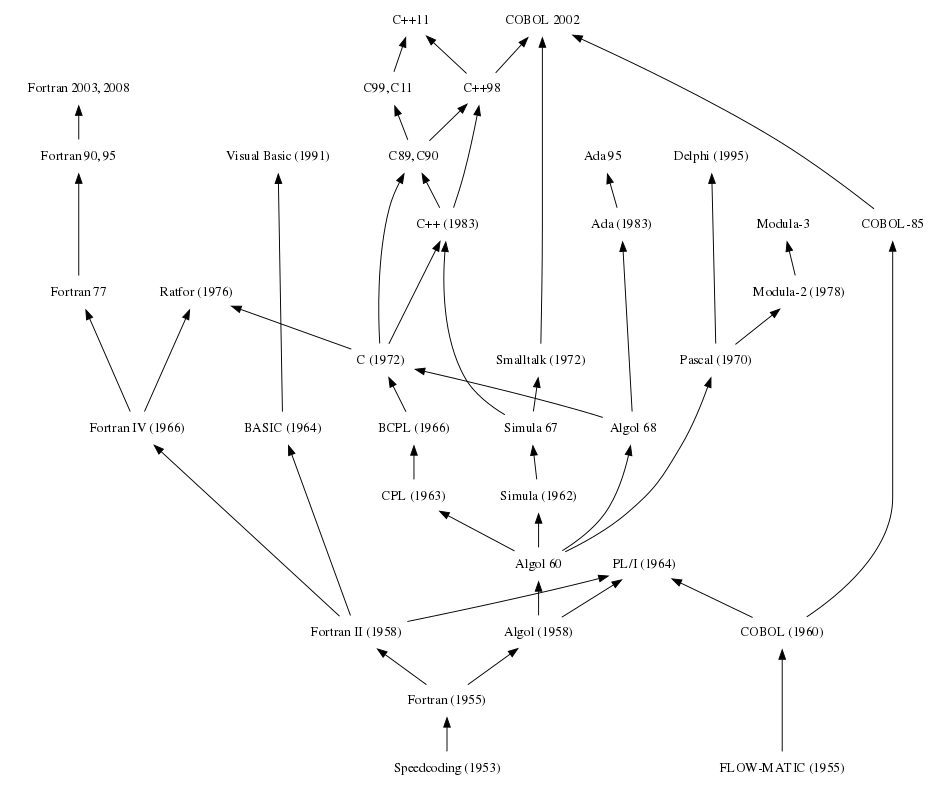 C++11
COBOL 2002
Fortran 2003, 2008
C99, C11
C++98
Fortran 90, 95
Visual Basic (1991)
C89, C90
Ada 95
Delphi (1995)
C++ (1983)
Ada (1983)
Modula-3
COBOL-85
Fortran 77
Ratfor (1976)
Modula-2 (1978)
C (1972)
Smalltalk (1972)
Pascal (1970)
Fortran IV (1966)
BASIC (1964)
BCPL (1966)
Simula 67
Algol 68
CPL (1963)
Simula (1962)
Algol 60
PL/I (1964)
Fortran II (1958)
Algol (1958)
COBOL (1960)
Fortran (1955)
Speedcoding (1953)
FLOW-MATIC (1955)